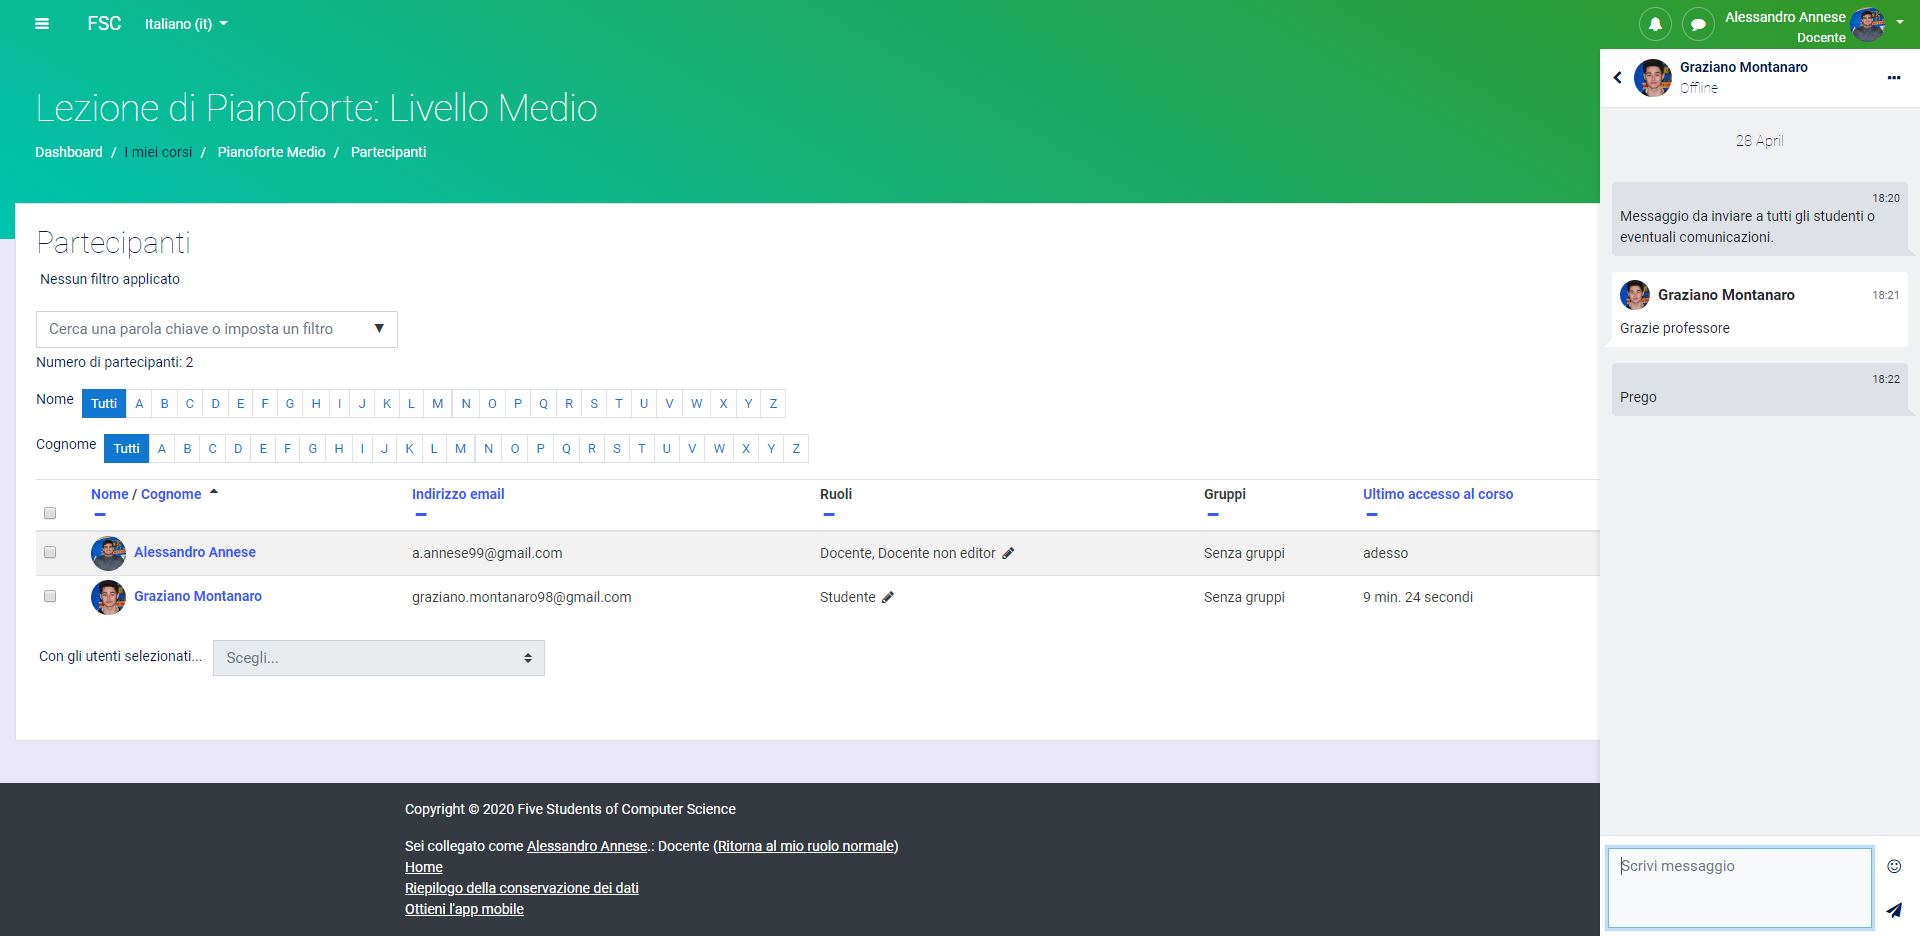 FSC Italiano (it)
Alessandro Annese
Docente
Lezione di Pianoforte: Livello Medio
Dashboard / I miei corsi / Pianoforte Medio / Partecipanti
Partecipanti
Nessun filtro applicato
Cerca una parola chiave o imposta un filtro ▼
Numero di partecipanti: 2
Nome Tutti A B C D E F G H I J K L M N O P Q R S T U V W X Y Z
Cognome Tutti A B C D E F G H I J K L M N O P Q R S T U V W X Y Z
Nome / Cognome Indirizzo email Ruoli Gruppi Ultimo accesso al corso
Alessandro Annese a.annese99@gmail.com Docente, Docente non editor Senza gruppi adesso
Graziano Montanaro graziano.montanaro98@gmail.com Studente Senza gruppi 9 min. 24 secondi
Con gli utenti selezionati... Scegli...
Copyright © 2020 Five Students of Computer Science
Sei collegato come Alessandro Annese.: Docente (Ritorna al mio ruolo normale)
Home
Riepilogo della conservazione dei dati
Ottieni l'app mobile
Graziano Montanaro
Offline
28 April
18:20
Messaggio da inviare a tutti gli studenti o
eventuali comunicazioni.
Graziano Montanaro 18:21
Grazie professore
18:22
Prego
Scrivi messaggio